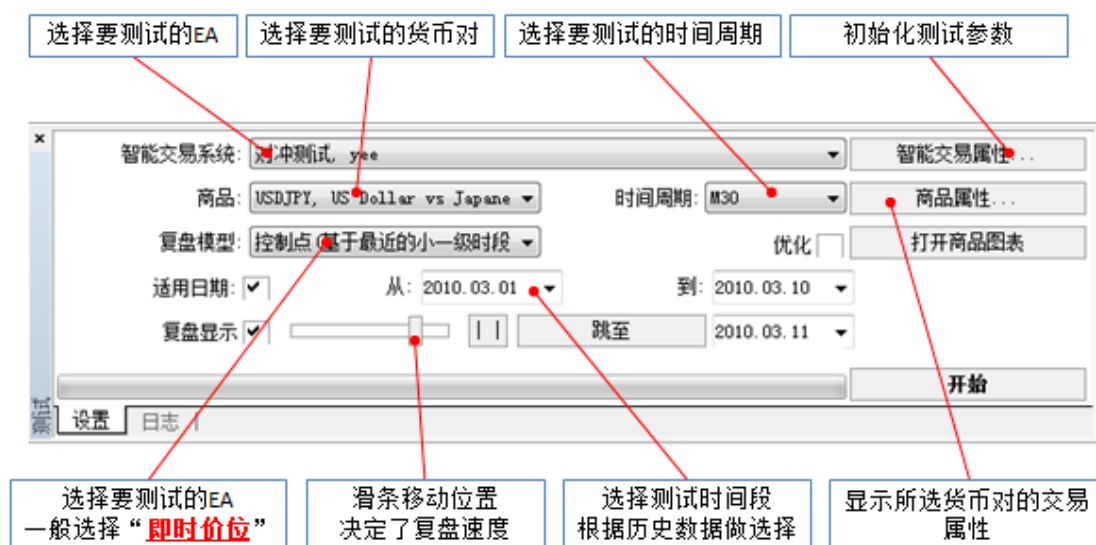 选择要测试的EA
选择要测试的货币对
选择要测试的时间周期
初始化测试参数
智能交易系统: 对冲测试, yee
智能交易属性...
商品: USDJPY, US Dollar vs Japane
时间周期: M30
商品属性...
复盘模型: 控制点(基于最近的小一级时段
优化
打开商品图表
适用日期:
从: 2010.03.01
到: 2010.03.10
复盘显示
跳至
2010.03.11
开始
测试
设置
日志
选择要测试的EA
一般选择“即时价位”
滑条移动位置
决定了复盘速度
选择测试时间段
根据历史数据做选择
显示所选货币对的交易
属性